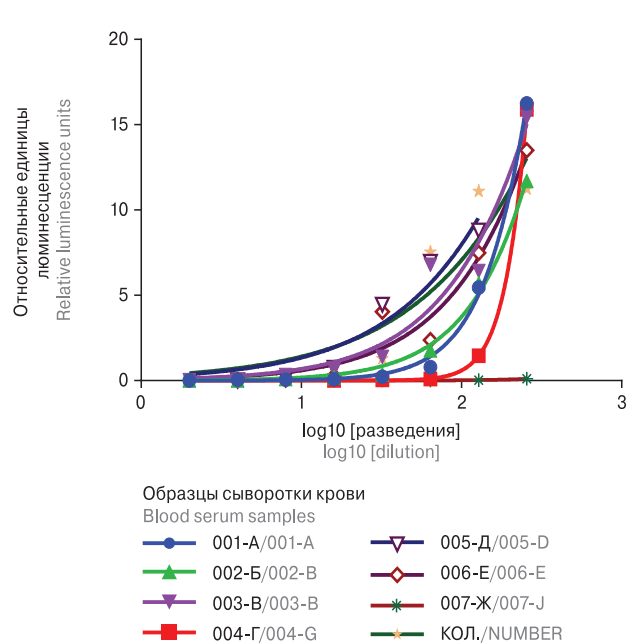 Относительные единицы
люминесценции
Relative luminescence units
20
15
10
5
0
0
1
2
3
log10 [разведения]
log10 [dilution]
Образцы сыворотки крови
Blood serum samples
001-А/001-A
002-Б/002-B
003-В/003-B
004-Г/004-G
005-Д/005-D
006-Е/006-E
007-Ж/007-J
КОЛ./NUMBER